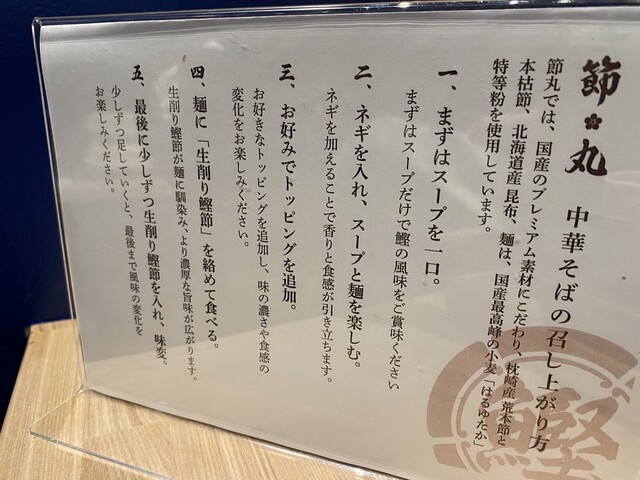 節丸 中華そばの召し上がり方
節丸では、国産のプレミアム素材にこだわり、枕崎産 荒本節と
本枯節、北海道産 昆布、麺は、国産最高峰の小麦「はるゆたか」
特等粉を使用しています。
一、まずはスープを一口。
まずはスープだけで鰹の風味をご賞味ください
二、ネギを入れ、スープと麺を楽しむ。
ネギを加えることで香りと食感が引き立ちます。
三、お好みでトッピングを追加。
お好きなトッピングを追加し、味の濃さや食感の
変化をお楽しみください。
四、麺に「生削り鰹節」を絡めて食べる。
生削り鰹節が麺に馴染み、より濃厚な旨味が広がります。
五、最後に少しずつ生削り鰹節を入れ、味変。
少しずつ足していくと、最後まで風味の変化を
お楽しみください。
鰹